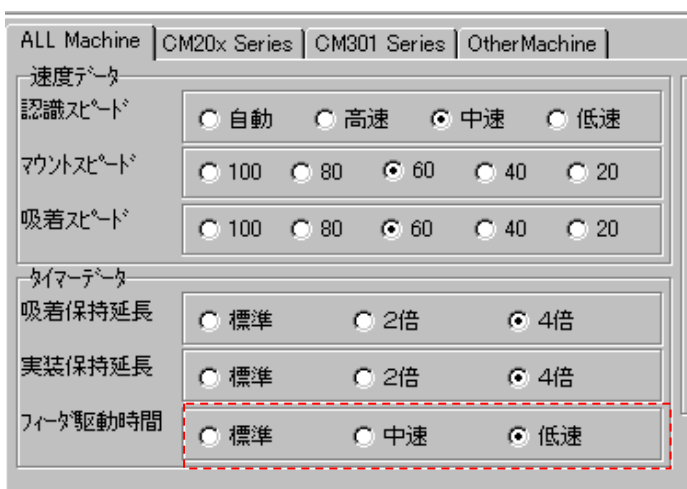 ALL Machine CM20x Series CM301 Series OtherMachine
速度ﾃﾞｰﾀ
認識ｽﾋﾟｰﾄﾞ 自動 高速 中速 低速
ﾏｳﾝﾄｽﾋﾟｰﾄﾞ 100 80 60 40 20
吸着ｽﾋﾟｰﾄﾞ 100 80 60 40 20
ﾀｲﾏｰﾃﾞｰﾀ
吸着保持延長 標準 2倍 4倍
実装保持延長 標準 2倍 4倍
ﾌｨｰﾀﾞ駆動時間 標準 中速 低速